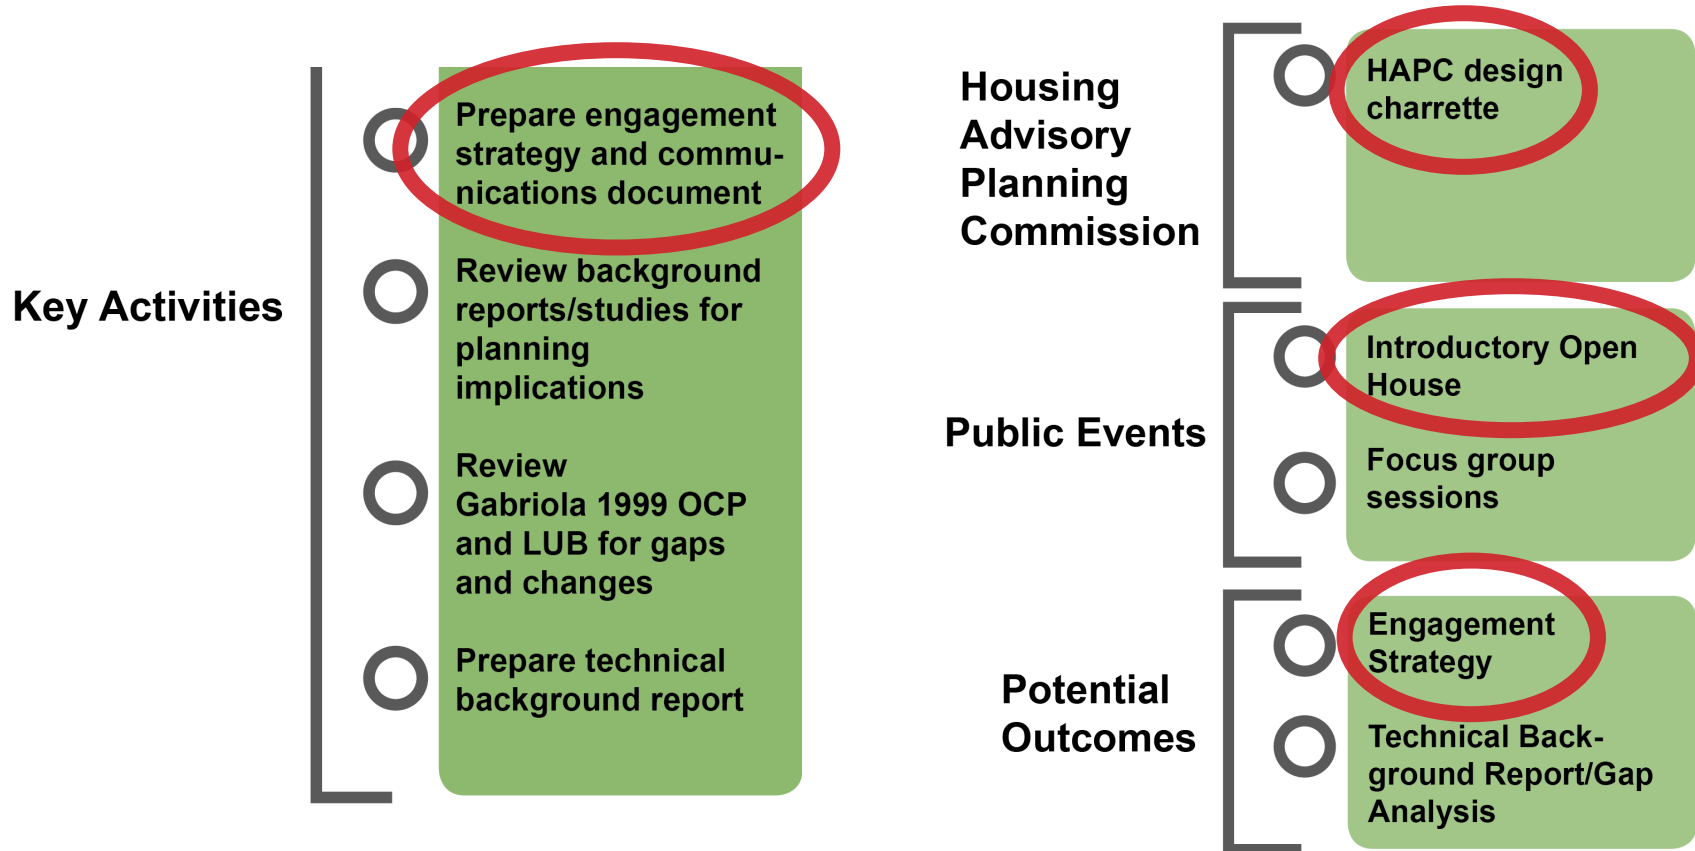 Key Activities
Prepare engagement
strategy and commu-
nications document
Review background
reports/studies for
planning
implications
Review
Gabriola 1999 OCP
and LUB for gaps
and changes
Prepare technical
background report
Housing
Advisory
Planning
Commission
HAPC design
charrette
Public Events
Introductory Open
House
Focus group
sessions
Potential
Outcomes
Engagement
Strategy
Technical Back-
ground Report/Gap
Analysis